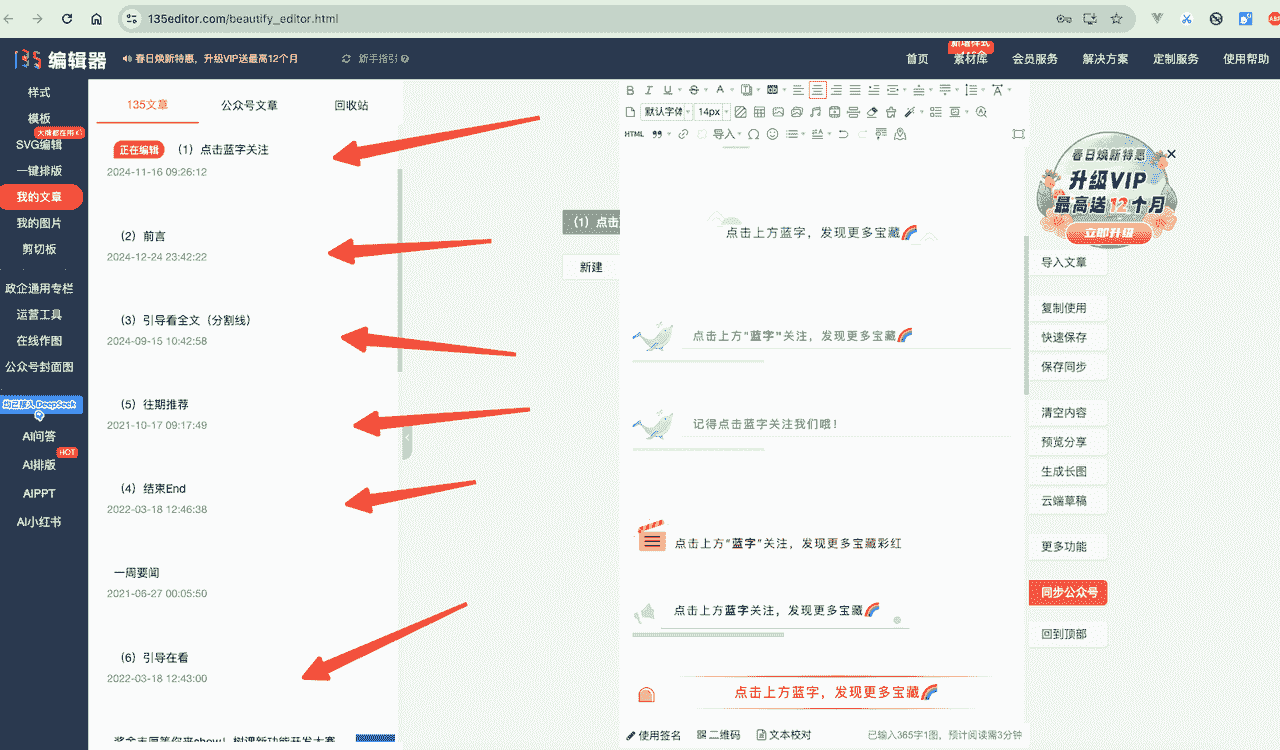 135editor.com/beautify_editor.html
135 编辑器
春日焕新特惠，升级VIP送最高12个月
新手指引
首页
新增样式
素材库
会员服务
解决方案
定制服务
使用帮助
样式
模板
大牌都在用
SVG编辑
一键排版
我的文章
我的图片
剪切板
政企通用专栏
运营工具
在线作图
公众号封面图
均已接入 DeepSeek
AI问答
HOT
AI排版
AIPPT
AI小红书
135文章
公众号文章
回收站
正在编辑 （1）点击蓝字关注
2024-11-16 09:26:12
（2）前言
2024-12-24 23:42:22
（3）引导看全文（分割线）
2024-09-15 10:42:58
（5）往期推荐
2021-10-17 09:17:49
（4）结束End
2022-03-18 12:46:38
一周要闻
2021-06-27 00:05:50
（6）引导在看
2022-03-18 12:43:00
（1）点击
新建
默认字体
14px
HTML
导入
点击上方蓝字，发现更多宝藏
点击上方"蓝字"关注，发现更多宝藏
记得点击蓝字关注我们哦！
点击上方"蓝字"关注，发现更多宝藏彩红
点击上方蓝字关注，发现更多宝藏
点击上方蓝字，发现更多宝藏
使用签名
二维码
文本校对
已输入365字1图，预计阅读需3分钟
春日焕新特惠
升级VIP
最高送12个月
立即升级
导入文章
复制使用
快速保存
保存同步
清空内容
预览分享
生成长图
云端草稿
更多功能
同步公众号
回到顶部